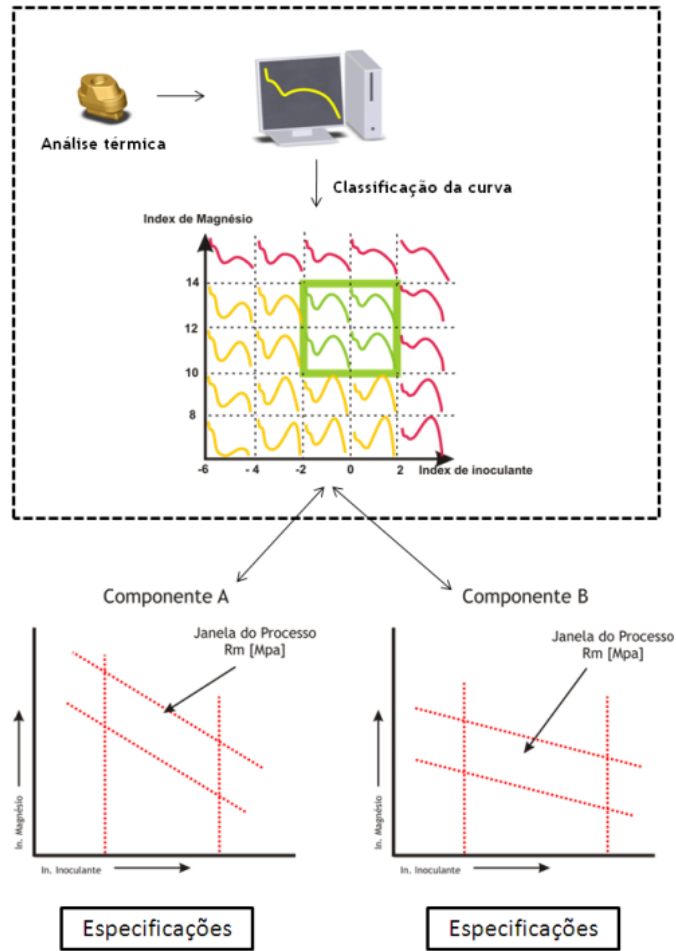 Análise térmica
Classificação da curva
Index de Magnésio
14
12
10
8
-6
- 4
-2
0
2
Index de inoculante
Componente A
Janela do Processo
Rm [Mpa]
In. Magnésio
In. Inoculante
Especificações
Componente B
Janela do Processo
Rm [Mpa]
In. Magnésio
In. Inoculante
Especificações